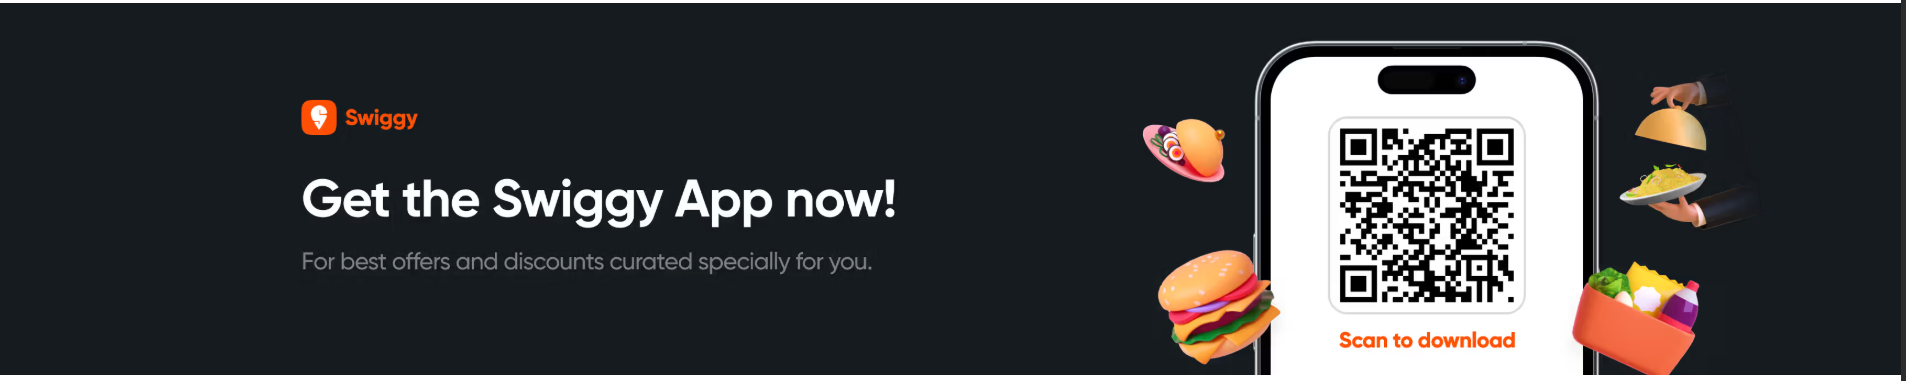 Swiggy
Get the Swiggy App now!
For best offers and discounts curated specially for you.
Scan to download